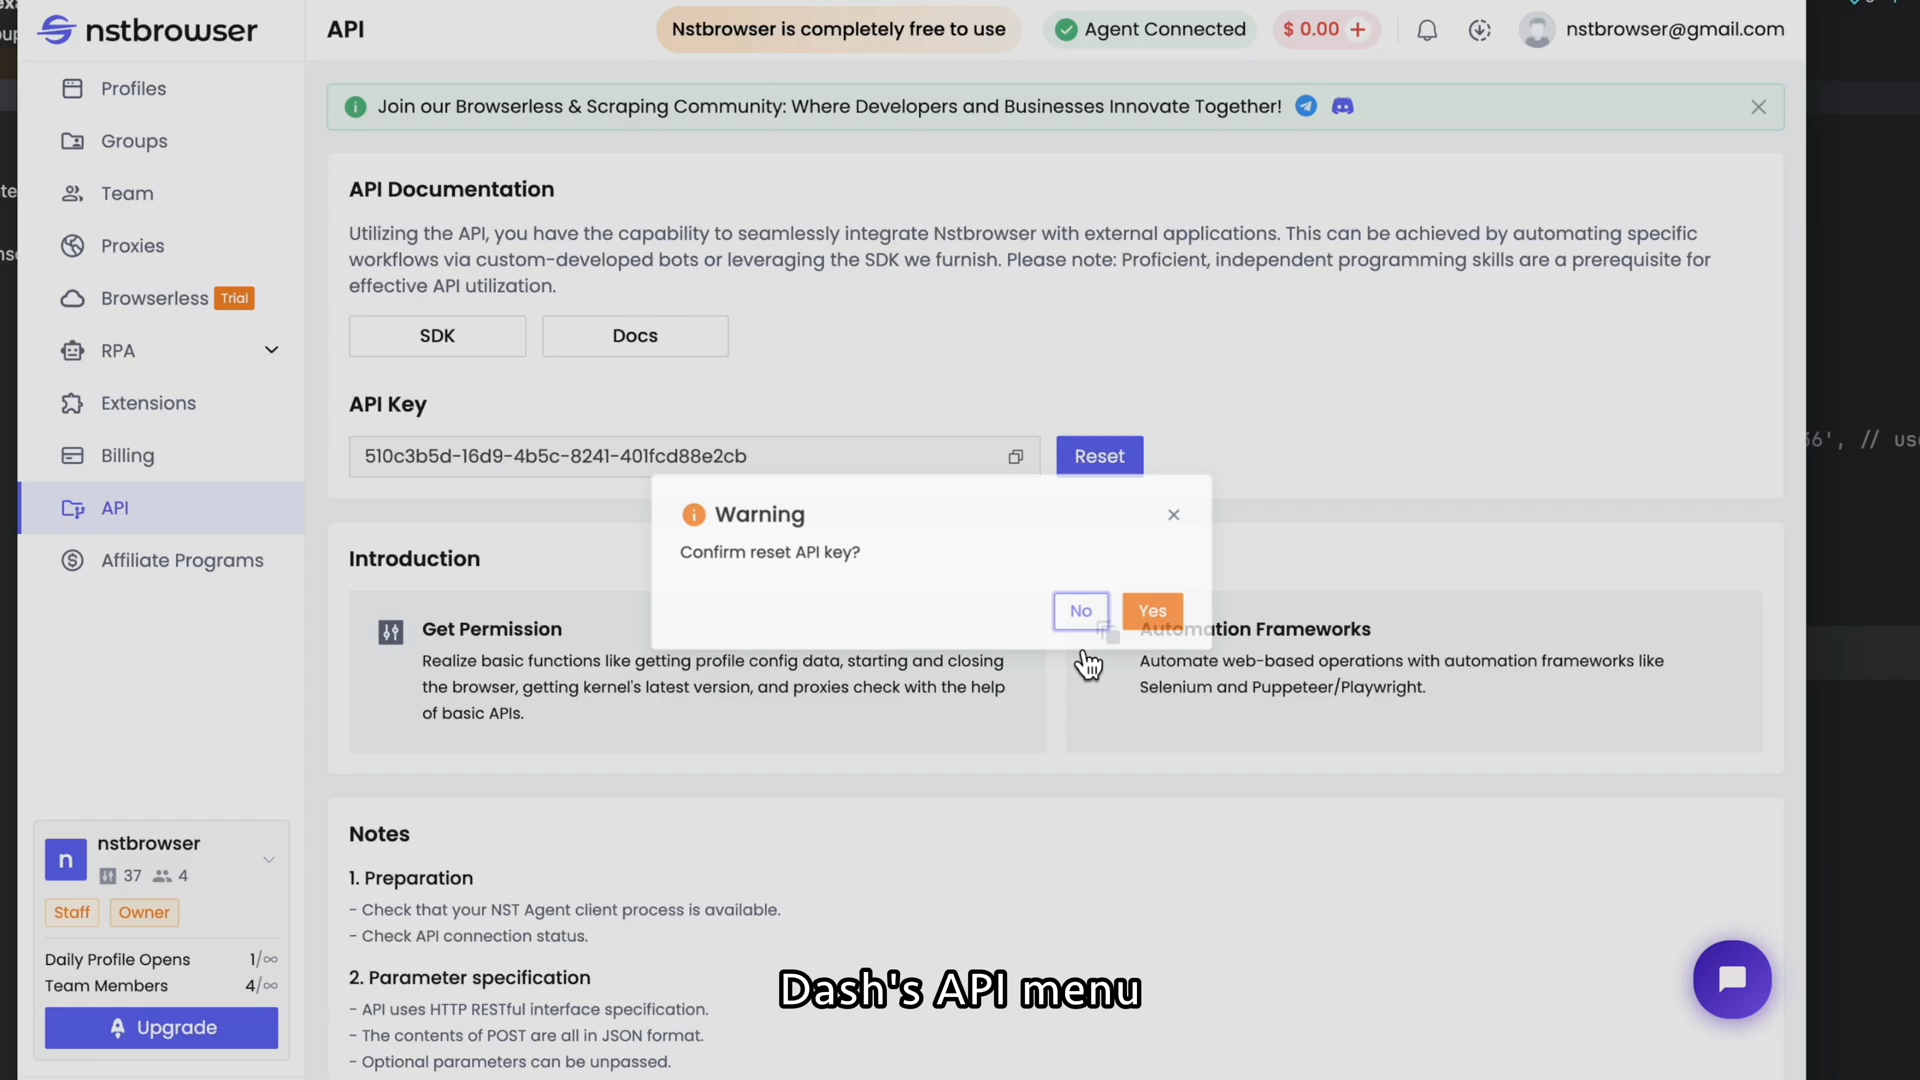 nstbrowser
API
Nstbrowser is completely free to use
Agent Connected
$ 0.00 +
nstbrowser@gmail.com
Profiles
Groups
Team
Proxies
Browserless Trial
RPA
Extensions
Billing
API
Affiliate Programs
Join our Browserless & Scraping Community: Where Developers and Businesses Innovate Together!
API Documentation
Utilizing the API, you have the capability to seamlessly integrate Nstbrowser with external applications. This can be achieved by automating specific
workflows via custom-developed bots or leveraging the SDK we furnish. Please note: Proficient, independent programming skills are a prerequisite for
effective API utilization.
SDK
Docs
API Key
510c3b5d-16d9-4b5c-8241-401fcd88e2cb
Reset
Warning
Confirm reset API key?
No
Yes
Introduction
Get Permission
Realize basic functions like getting profile config data, starting and closing
the browser, getting kernel's latest version, and proxies check with the help
of basic APIs.
Automation Frameworks
Automate web-based operations with automation frameworks like
Selenium and Puppeteer/Playwright.
Notes
1. Preparation
- Check that your NST Agent client process is available.
- Check API connection status.
2. Parameter specification
- API uses HTTP RESTful interface specification.
- The contents of POST are all in JSON format.
- Optional parameters can be unpassed.
n
nstbrowser
37 4
Staff
Owner
Daily Profile Opens 1/∞
Team Members 4/∞
Upgrade
Dash's API menu